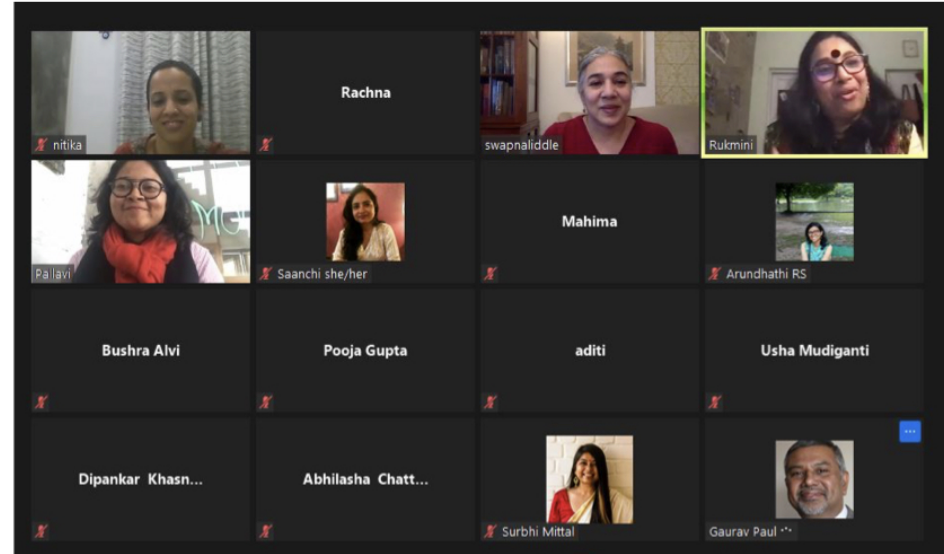 nitika
Rachna
swapnaliddle
Rukmini
Pallavi
Saanchi she/her
Mahima
Arundhathi RS
Bushra Alvi
Pooja Gupta
aditi
Usha Mudiganti
Dipankar Khasn...
Abhilasha Chatt...
Surbhi Mittal
Gaurav Paul